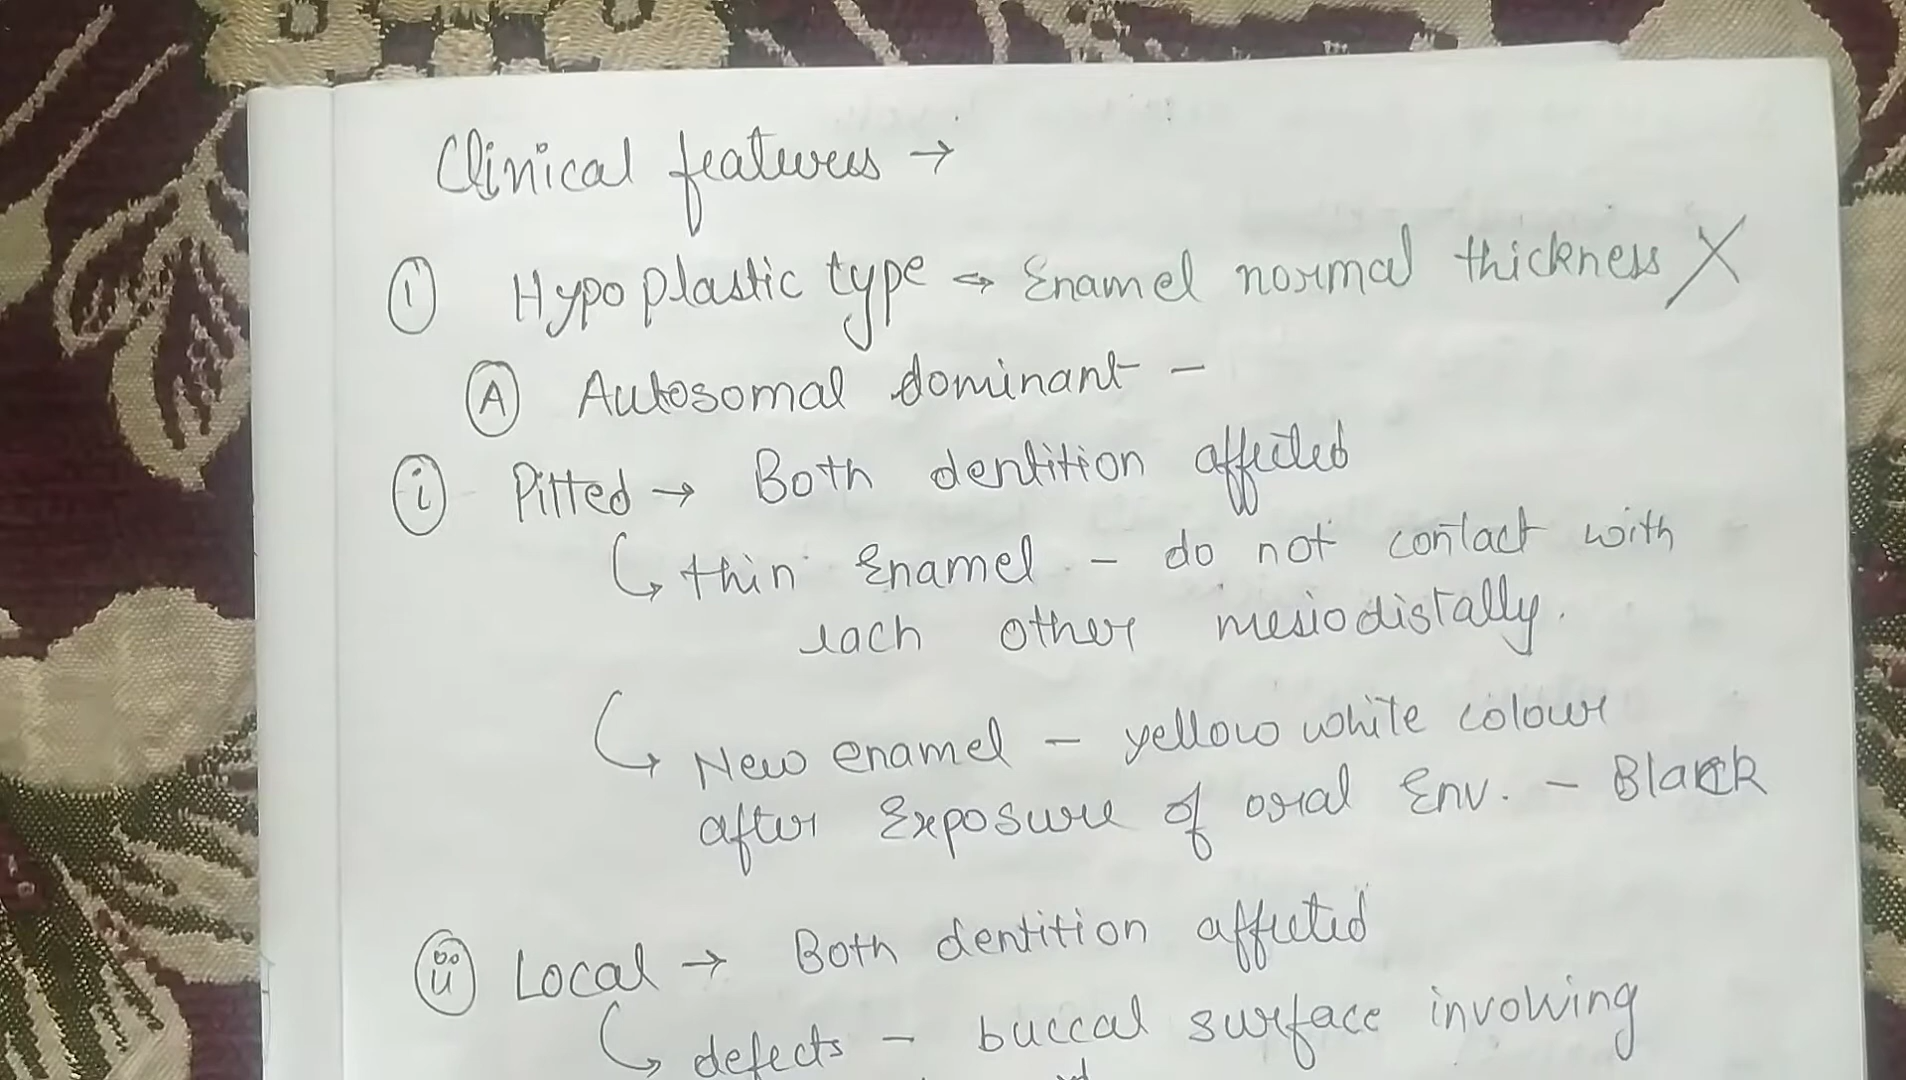 Clinical features →
① Hypoplastic type → Enamel normal thickness X
Ⓐ Autosomal dominant -
ⓘ Pitted → Both dentition affected
↳ thin Enamel - do not contact with
each other mesiodistally.
↳ New enamel - yellow white colour
after Exposure of oral Env. - Black
ii Local → Both dentition affected
↳ defects - buccal surface involving